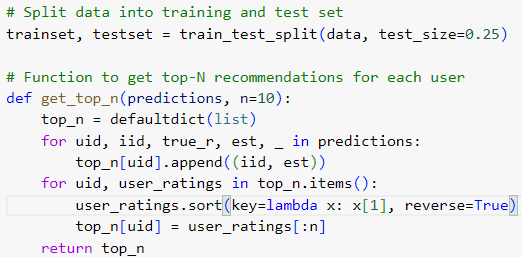 # Split data into training and test set
trainset, testset = train_test_split(data, test_size=0.25)

# Function to get top-N recommendations for each user
def get_top_n(predictions, n=10):
    top_n = defaultdict(list)
    for uid, iid, true_r, est, _ in predictions:
        top_n[uid].append((iid, est))
    for uid, user_ratings in top_n.items():
        user_ratings.sort(key=lambda x: x[1], reverse=True)
        top_n[uid] = user_ratings[:n]
    return top_n